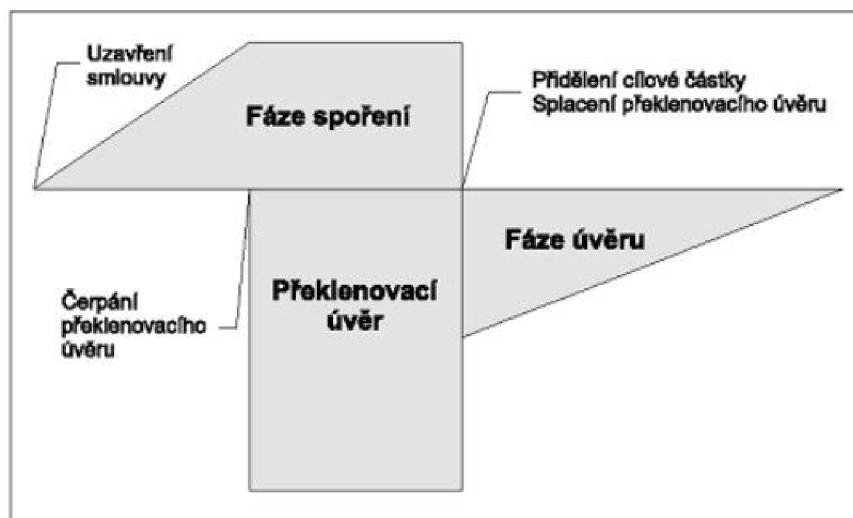 Uzavření
smlouvy
Přidělení cílové částky
Splacení překlenovacího úvěru
Fáze spoření
Fáze úvěru
Překlenovací
úvěr
Čerpání
překlenovacího
úvěru